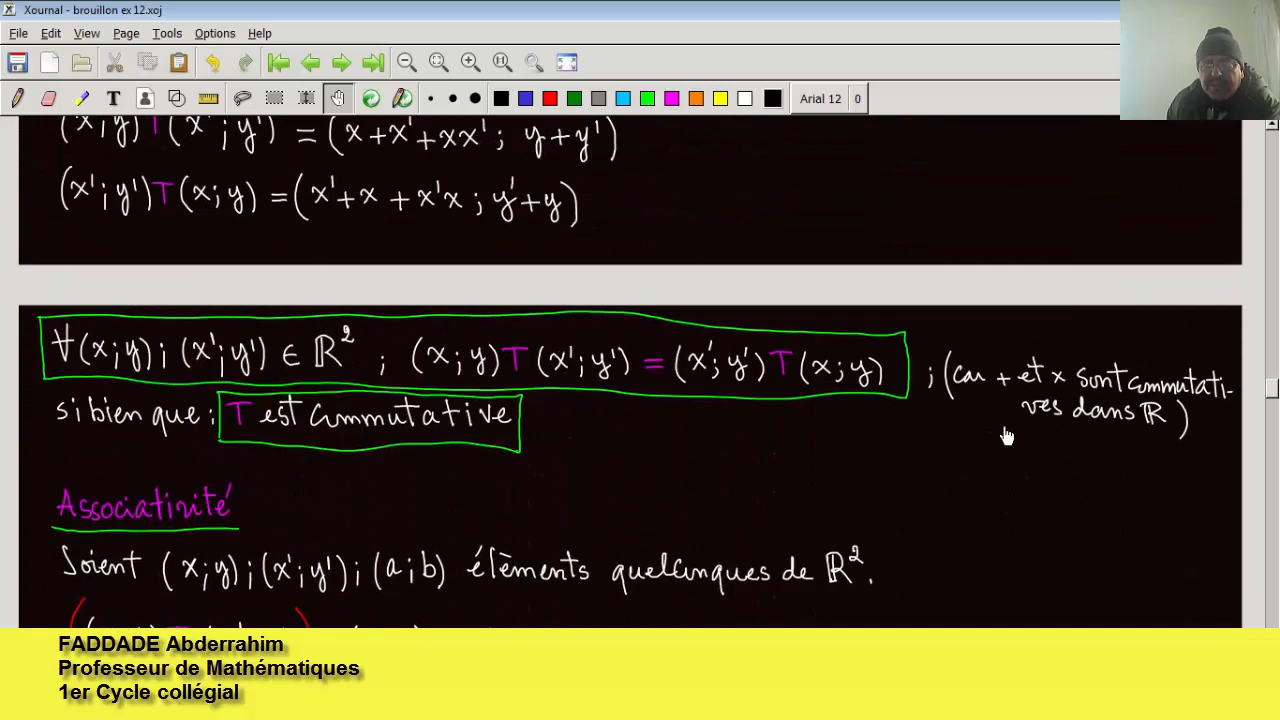 Xournal - brouillon ex12.xoj
File Edit View Page Tools Options Help
Arial 12 0
(x;y)T(x';y') = (x+x'+xx'; y+y')
(x';y')T(x;y) = (x'+x + x'x ; y'+y)
∀(x;y);(x';y') ∈ ℝ² ; (x;y)T(x';y') = (x';y')T(x;y) ; (car + et × sont commutati-
ves dans ℝ)
si bien que : T est commutative
Associativité
Soient (x;y);(x';y');(a;b) éléments quelconques de ℝ².
FADDADE Abderrahim
Professeur de Mathématiques
1er Cycle collégial